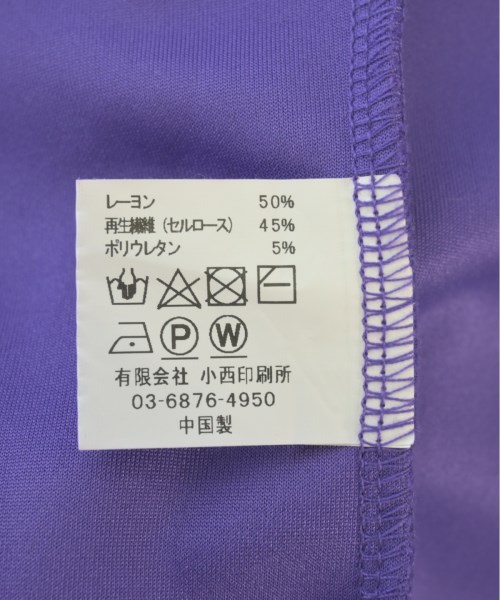 レーヨン 50%
再生繊維（セルロース） 45%
ポリウレタン 5%
P W
有限会社 小西印刷所
03-6876-4950
中国製